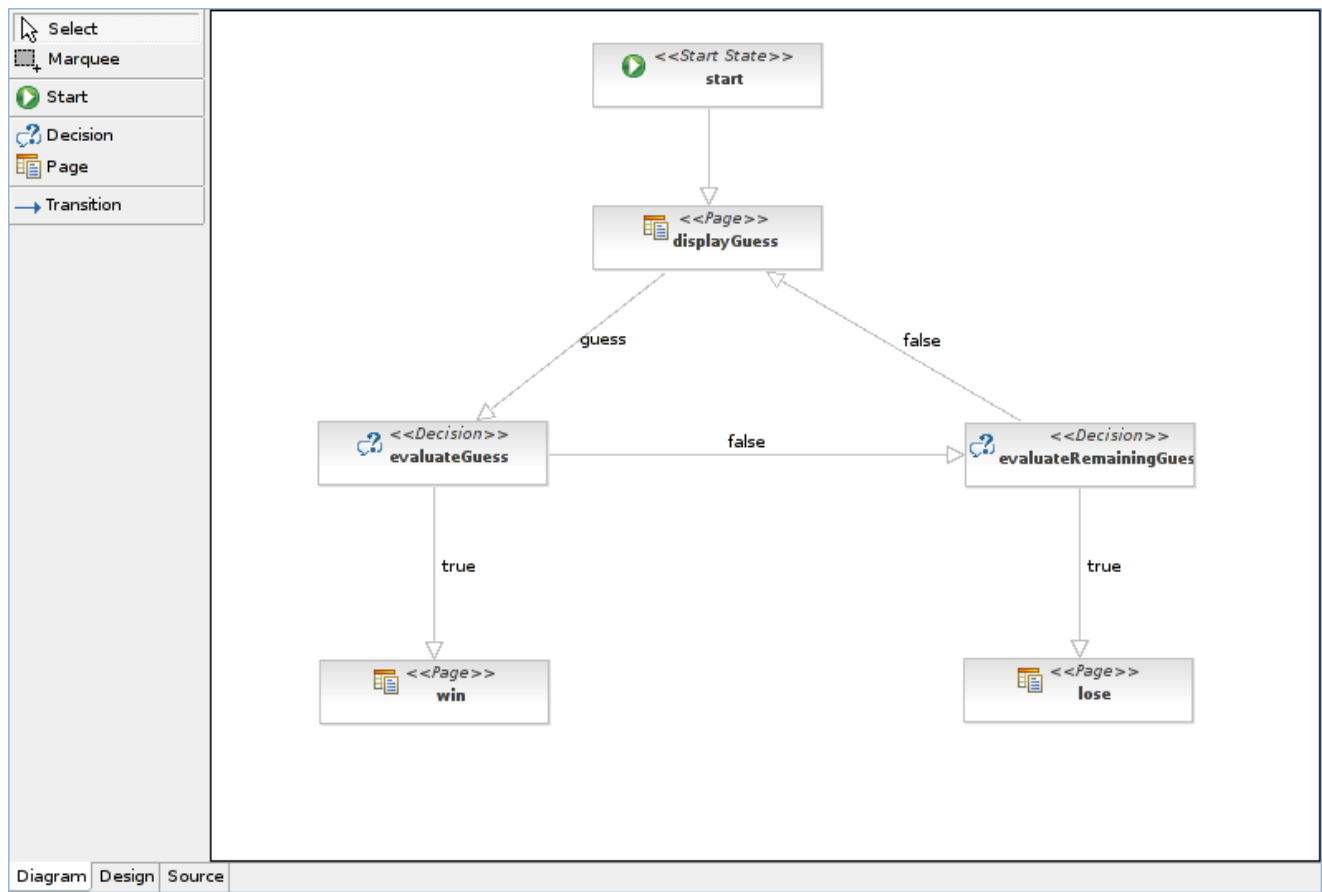 Select
Marquee
Start
Decision
Page
Transition
<<Start State>>
start
<<Page>>
displayGuess
guess
false
<<Decision>>
evaluateGuess
false
<<Decision>>
evaluateRemainingGues
true
true
<<Page>>
win
<<Page>>
lose
Diagram Design Source